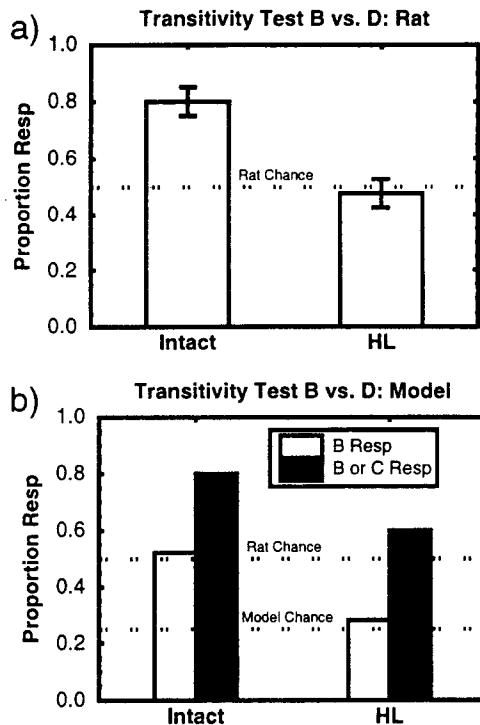 a)
Transitivity Test B vs. D: Rat
Proportion Resp
1.0
0.8
0.6
0.4
0.2
0.0
Rat Chance
Intact HL
b)
Transitivity Test B vs. D: Model
Proportion Resp
1.0
0.8
0.6
0.4
0.2
0.0
B Resp
B or C Resp
Rat Chance
Model Chance
Intact HL